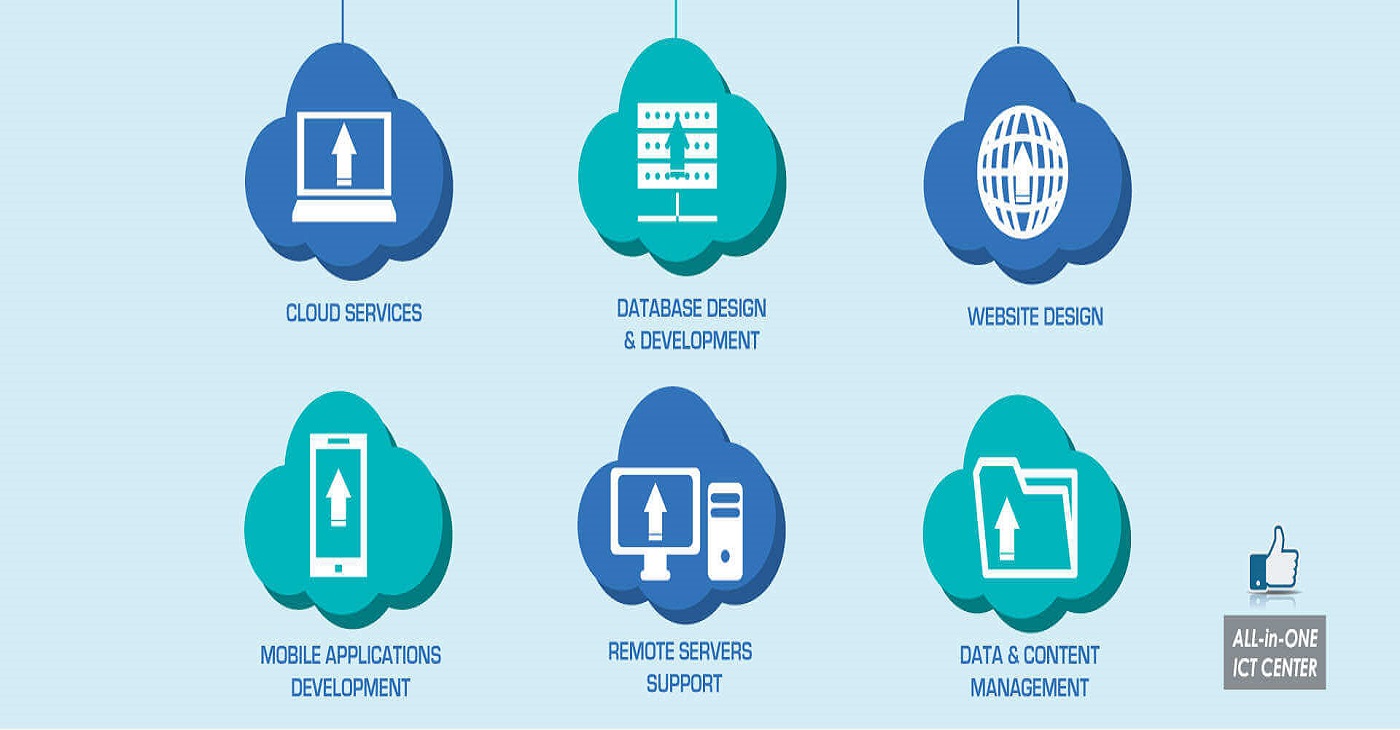 CLOUD SERVICES
DATABASE DESIGN
& DEVELOPMENT
WEBSITE DESIGN
MOBILE APPLICATIONS
DEVELOPMENT
REMOTE SERVERS
SUPPORT
DATA & CONTENT
MANAGEMENT
ALL-in-ONE
ICT CENTER